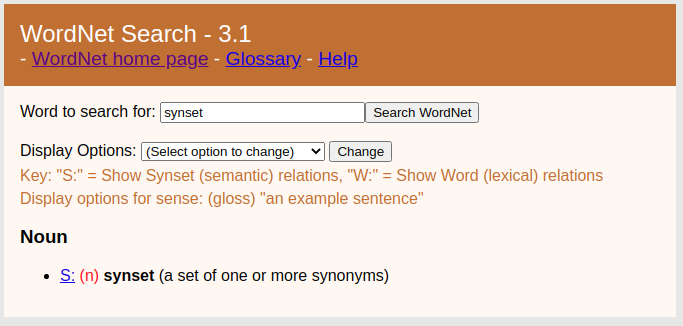 WordNet Search - 3.1
- WordNet home page - Glossary - Help
Word to search for: synset Search WordNet
Display Options: (Select option to change) Change
Key: "S:" = Show Synset (semantic) relations, "W:" = Show Word (lexical) relations
Display options for sense: (gloss) "an example sentence"
Noun
• S: (n) synset (a set of one or more synonyms)